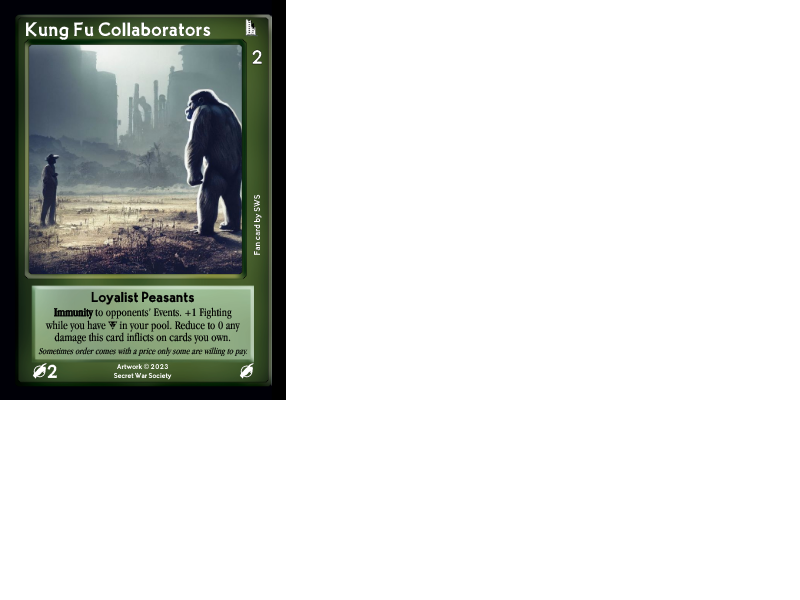 Kung Fu Collaborators
2
Fan card by SWS
Loyalist Peasants
Immunity to opponents' Events. +1 Fighting
while you have in your pool. Reduce to 0 any
damage this card inflicts on cards you own.
Sometimes order comes with a price only some are willing to pay.
2
Artwork © 2023
Secret War Society